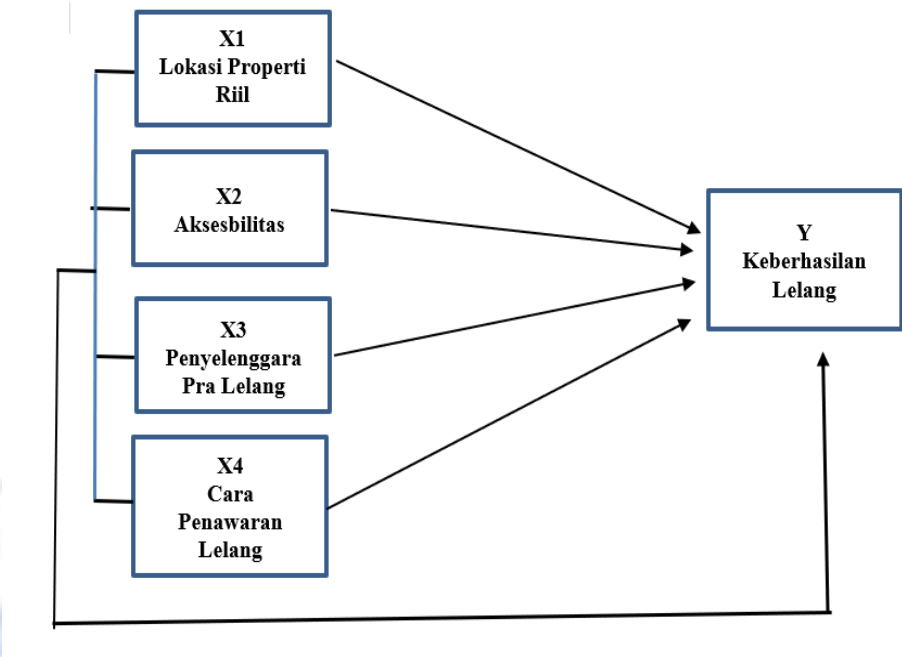 X1
Lokasi Properti
Riil
X2
Aksesbilitas
X3
Penyelenggara
Pra Lelang
X4
Cara
Penawaran
Lelang
Y
Keberhasilan
Lelang